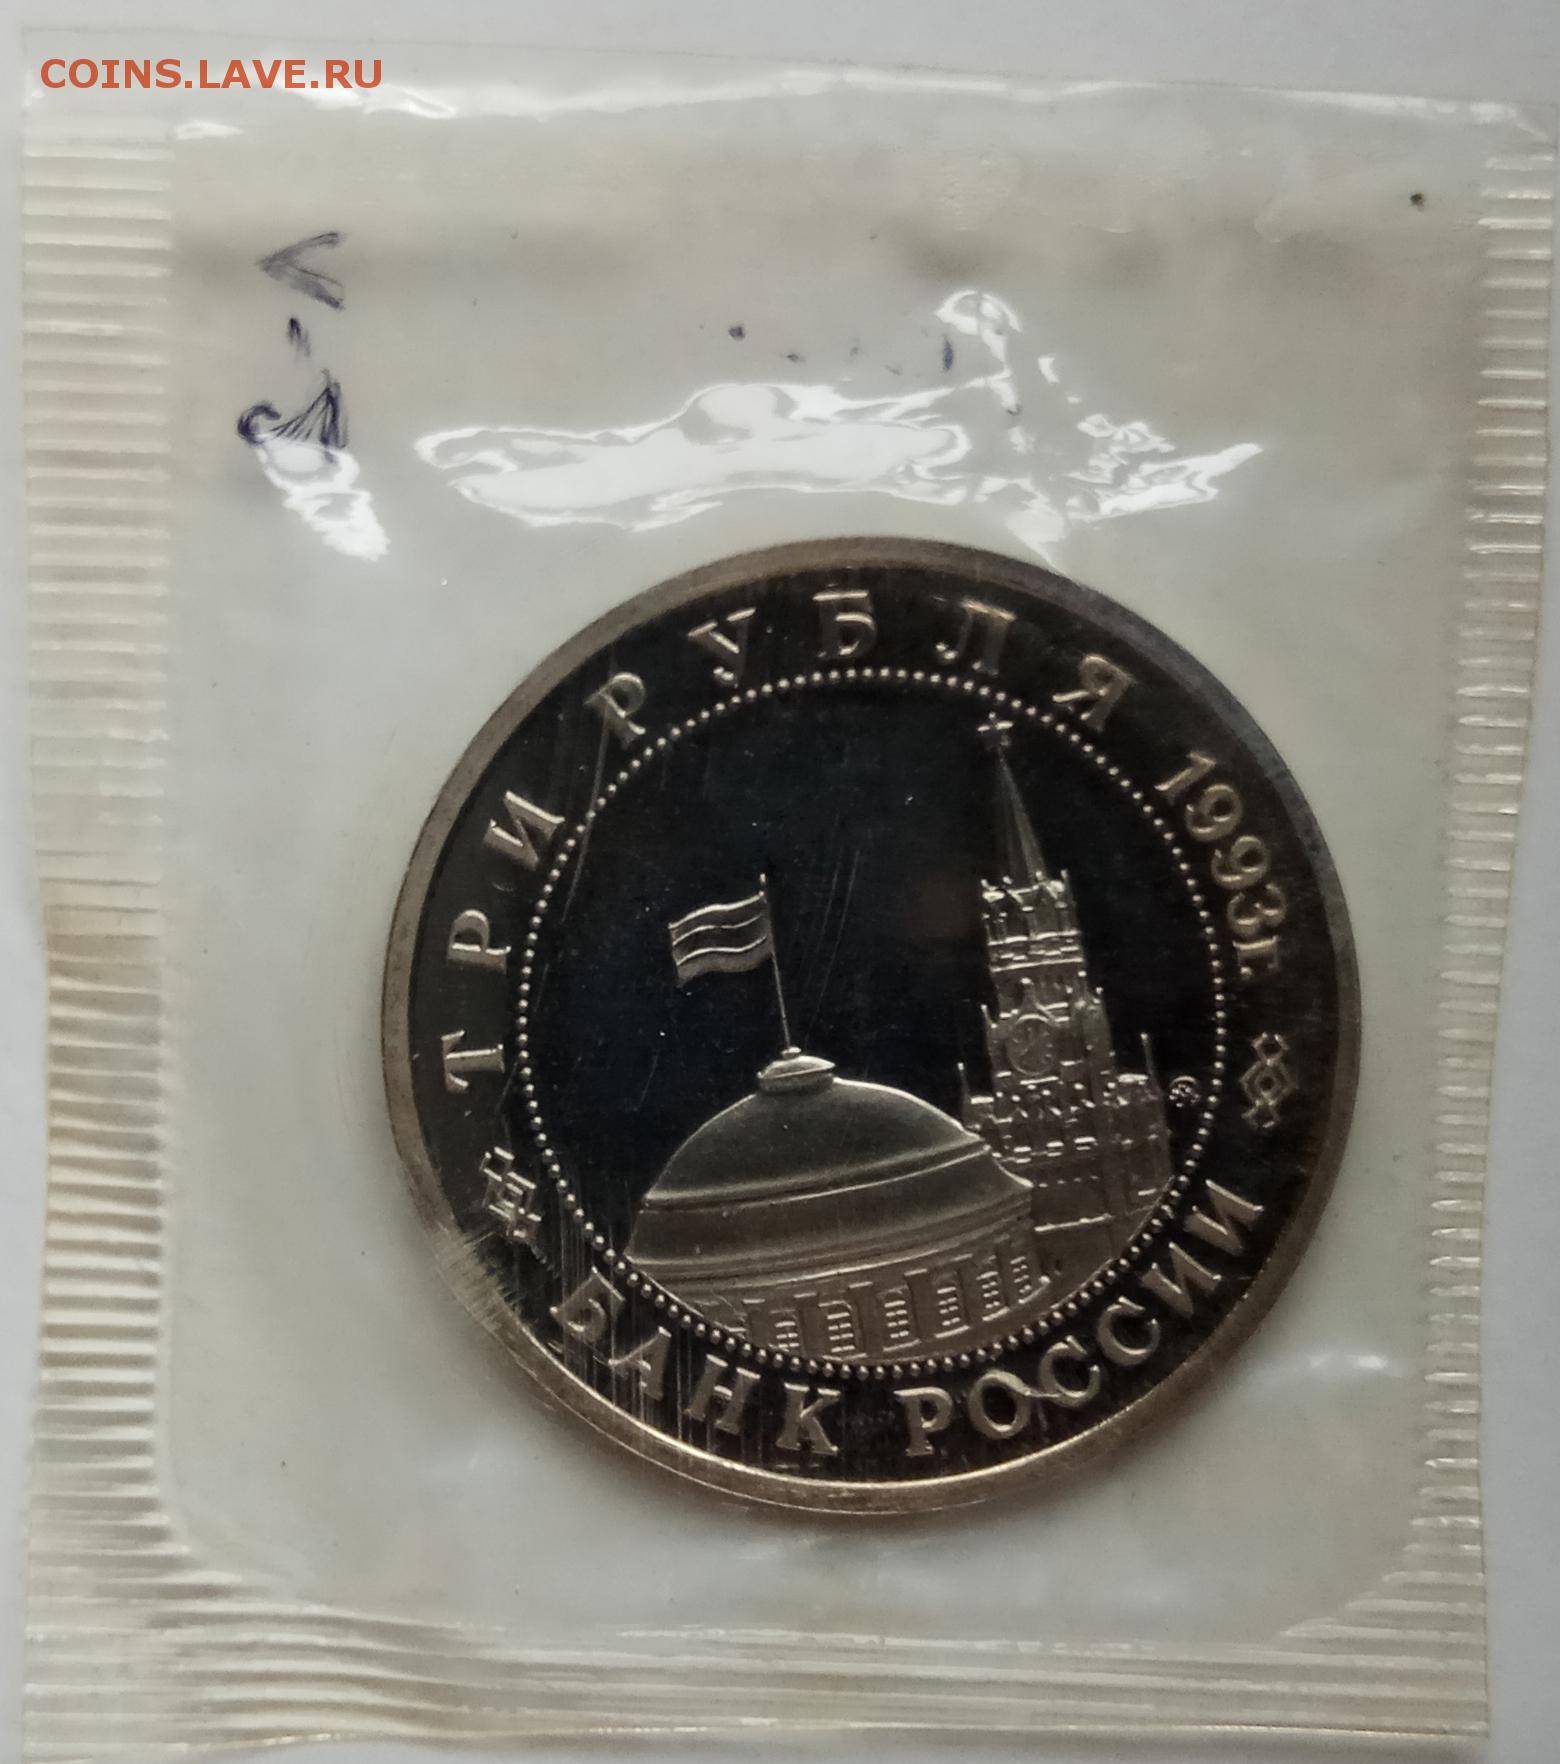 COINS.LAVE.RU
ТРИ РУБЛЯ 1993г.
БАНК РОССИИ